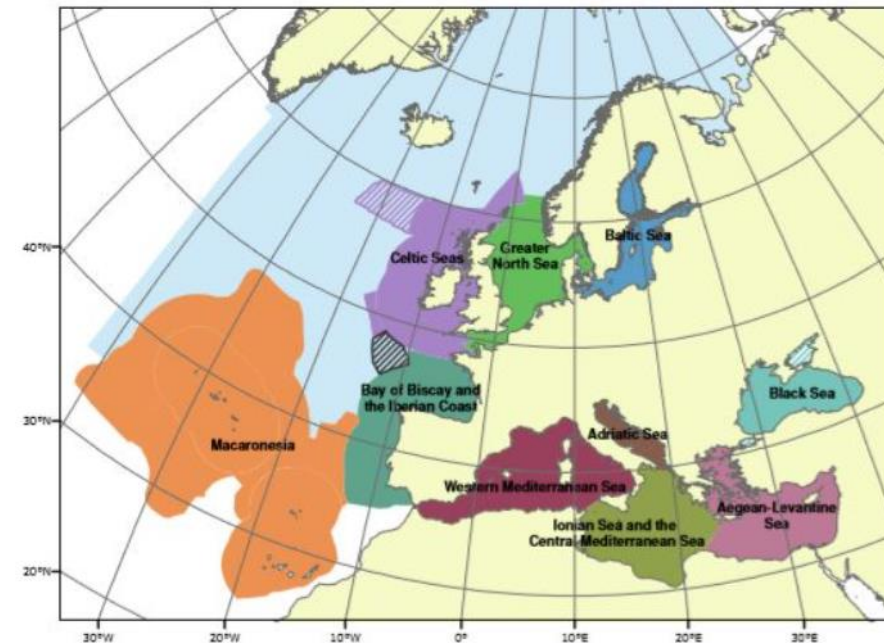 40°N
30°N
20°N
Celtic Seas
Greater
North Sea
Baltic Sea
Bay of Biscay and
the Iberian Coast
Black Sea
Macaronesia
Adriatic Sea
Western Mediterranean Sea
Ionian Sea and the
Central Mediterranean Sea
Aegean-Levantine
Sea
30°W
20°W
10°W
0°
10°E
20°E
30°E